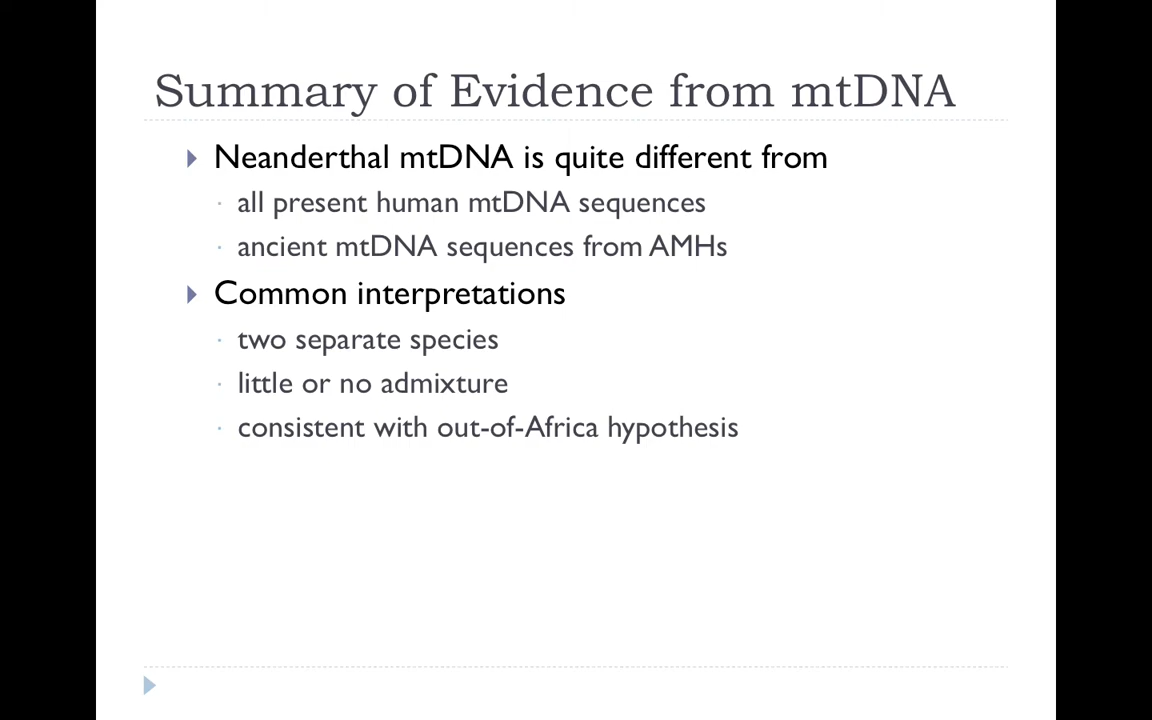 Summary of Evidence from mtDNA
Neanderthal mtDNA is quite different from
all present human mtDNA sequences
ancient mtDNA sequences from AMHs
Common interpretations
two separate species
little or no admixture
consistent with out-of-Africa hypothesis